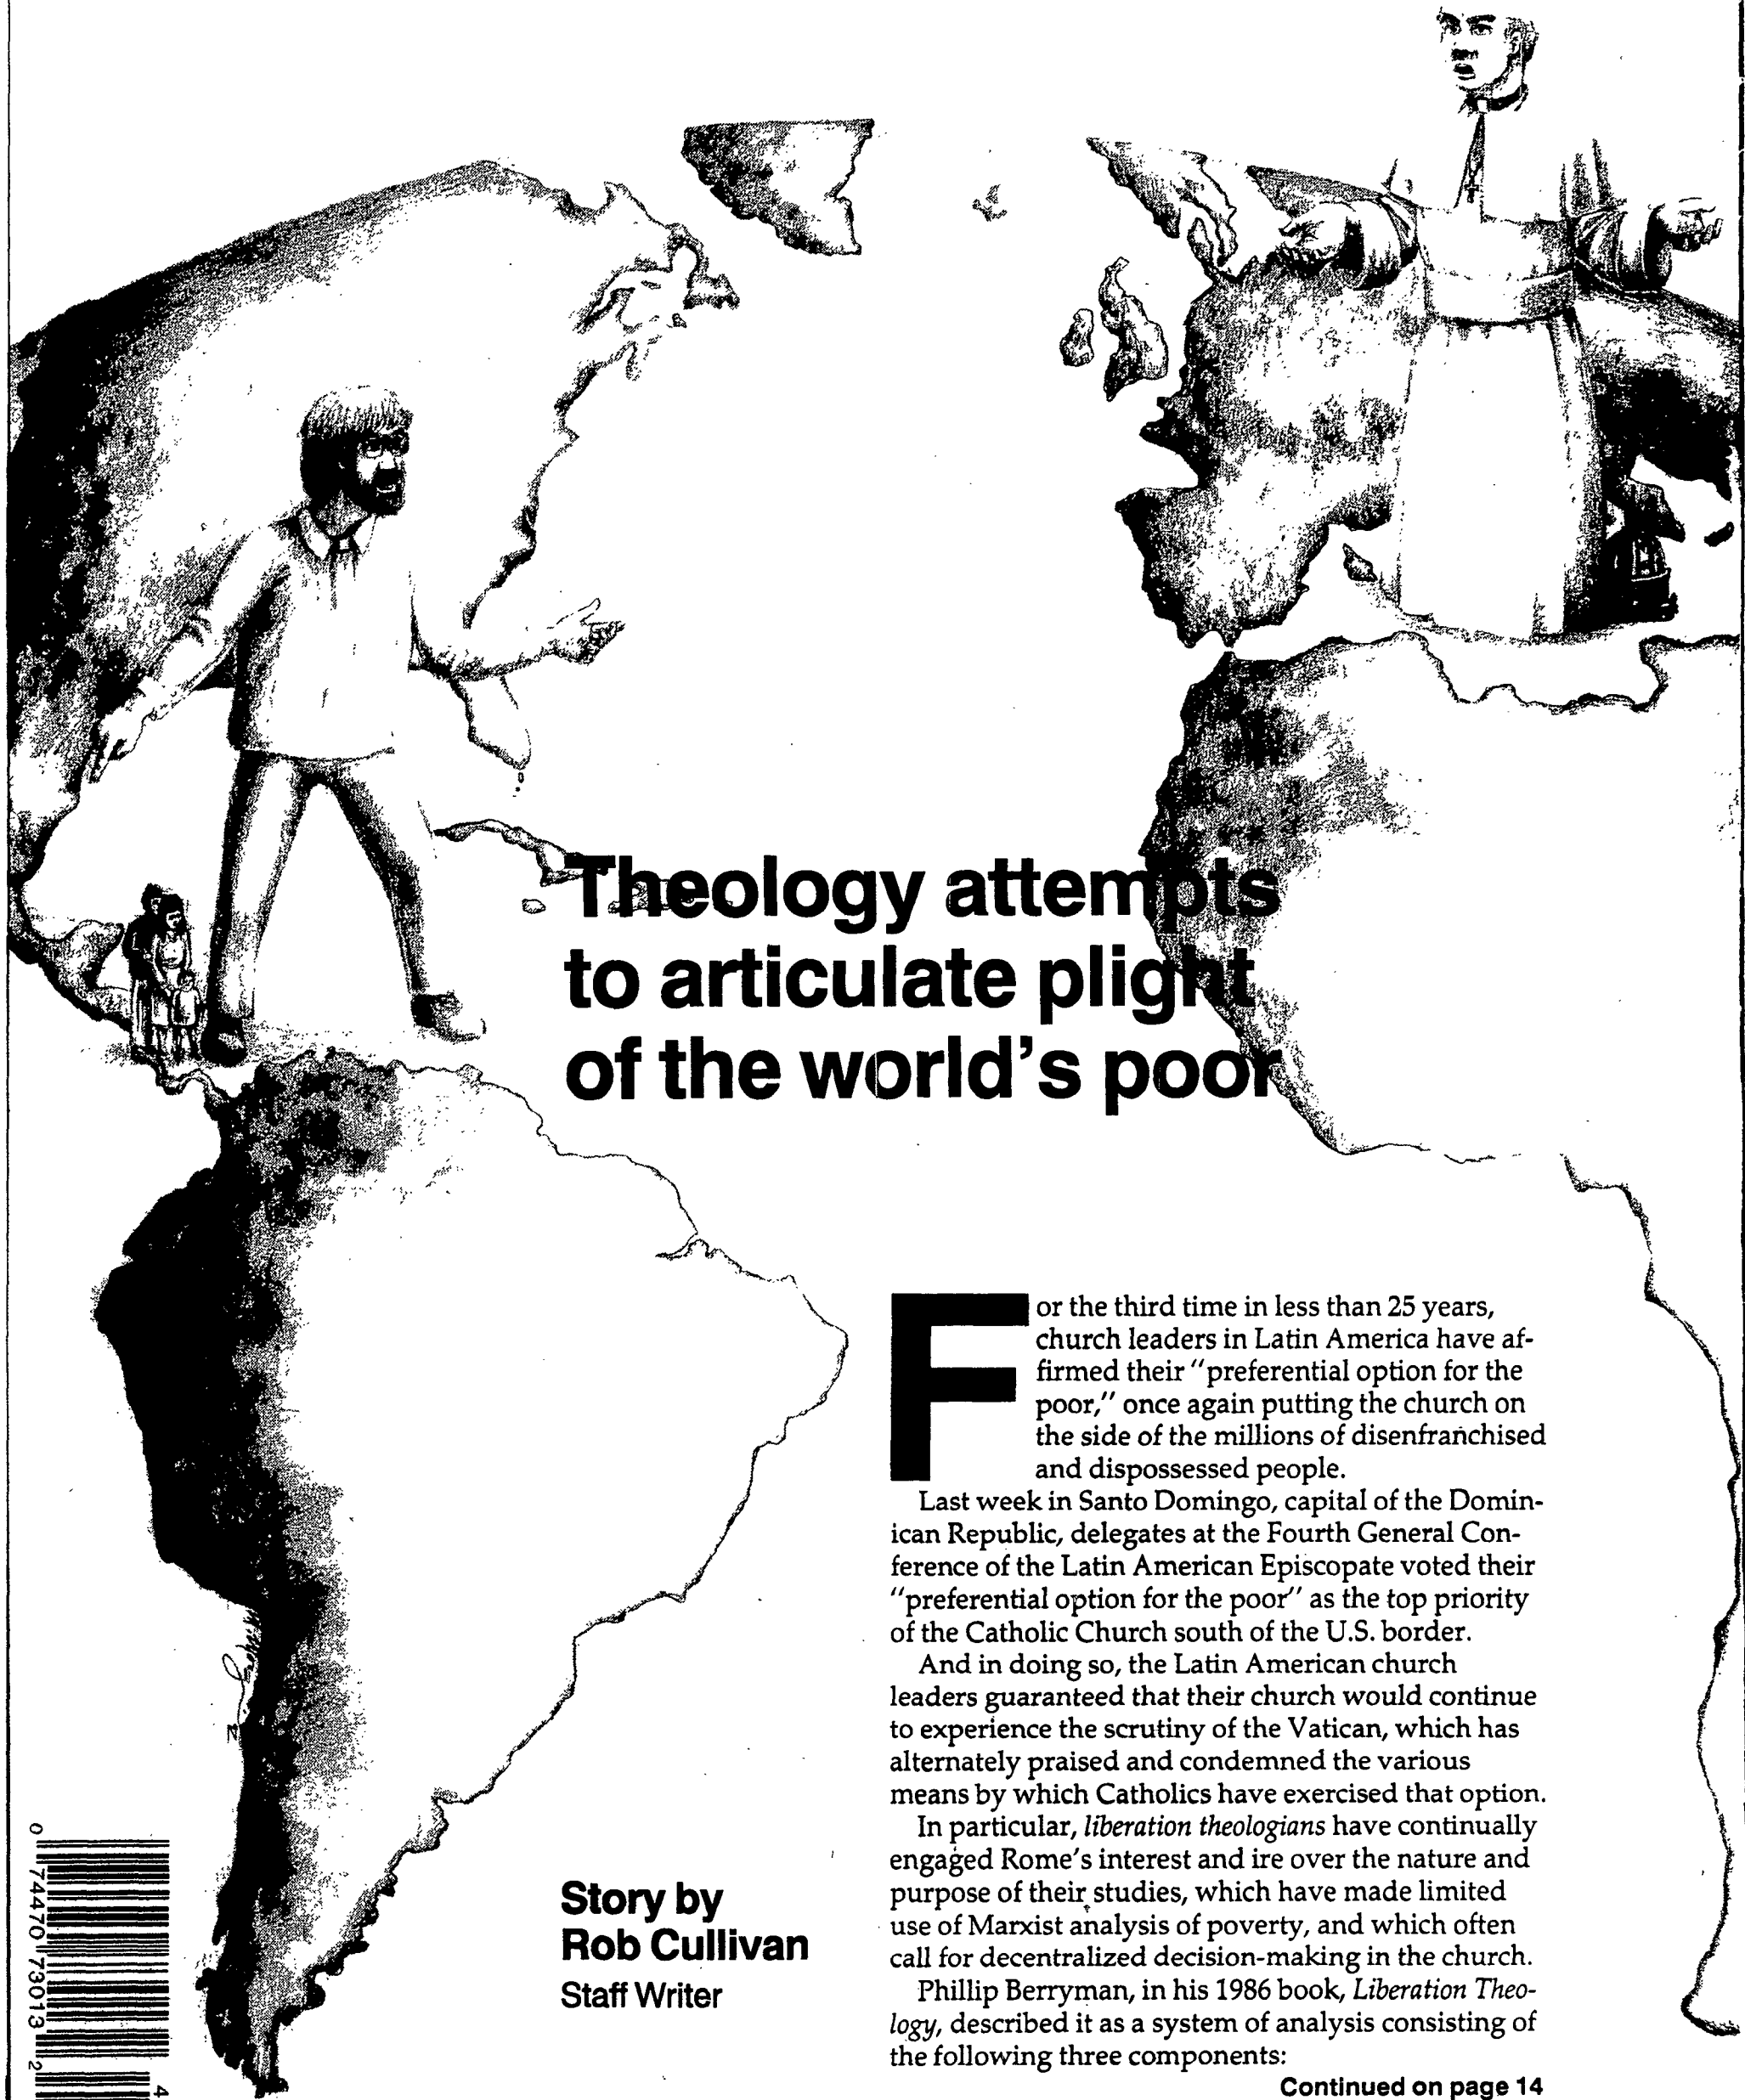 Theology attempts
to articulate plight
of the world's poor
For the third time in less than 25 years,
church leaders in Latin America have af-
firmed their "preferential option for the
poor," once again putting the church on
the side of the millions of disenfranchised
and dispossessed people.
Last week in Santo Domingo, capital of the Domin-
ican Republic, delegates at the Fourth General Con-
ference of the Latin American Episcopate voted their
"preferential option for the poor" as the top priority
of the Catholic Church south of the U.S. border.
And in doing so, the Latin American church
leaders guaranteed that their church would continue
to experience the scrutiny of the Vatican, which has
alternately praised and condemned the various
means by which Catholics have exercised that option.
In particular, liberation theologians have continually
engaged Rome's interest and ire over the nature and
purpose of their studies, which have made limited
use of Marxist analysis of poverty, and which often
call for decentralized decision-making in the church.
Phillip Berryman, in his 1986 book, Liberation Theo-
logy, described it as a system of analysis consisting of
the following three components:
Continued on page 14
Story by
Rob Cullivan
Staff Writer
0 74470 73013 2
4